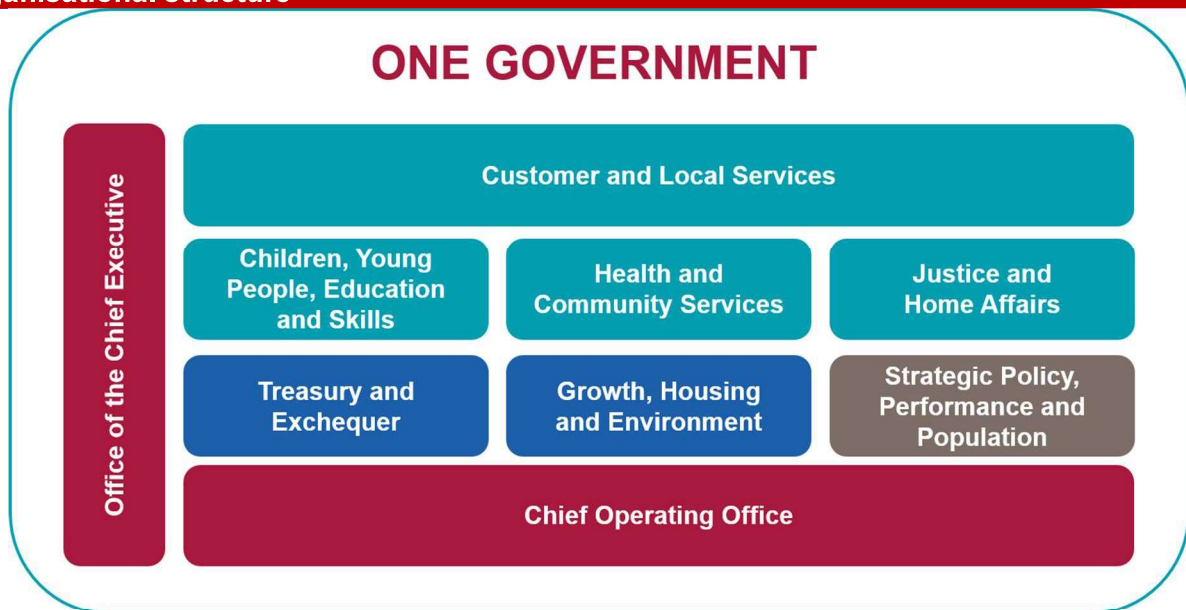 ONE GOVERNMENT
Office of the Chief Executive
Customer and Local Services
Children, Young
People, Education
and Skills
Health and
Community Services
Justice and
Home Affairs
Treasury and
Exchequer
Growth, Housing
and Environment
Strategic Policy,
Performance and
Population
Chief Operating Office